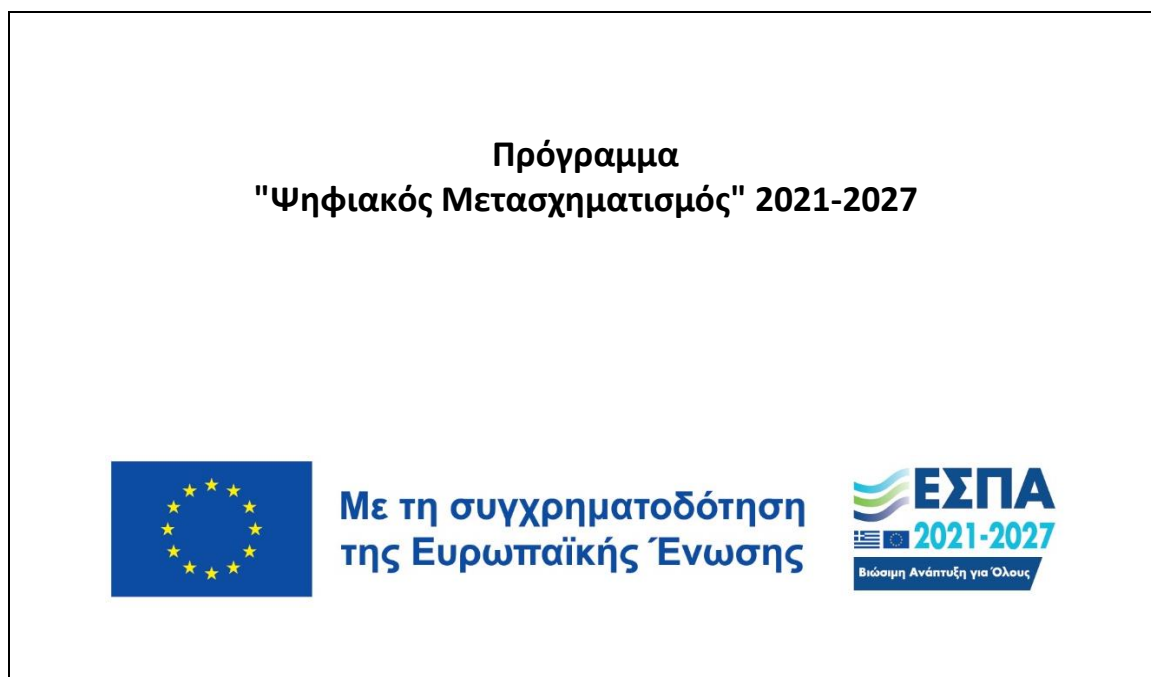 Πρόγραμμα
"Ψηφιακός Μετασχηματισμός" 2021-2027
Με τη συγχρηματοδότηση
της Ευρωπαϊκής Ένωσης
ΕΣΠΑ
2021-2027
Βιώσιμη Ανάπτυξη για Όλους